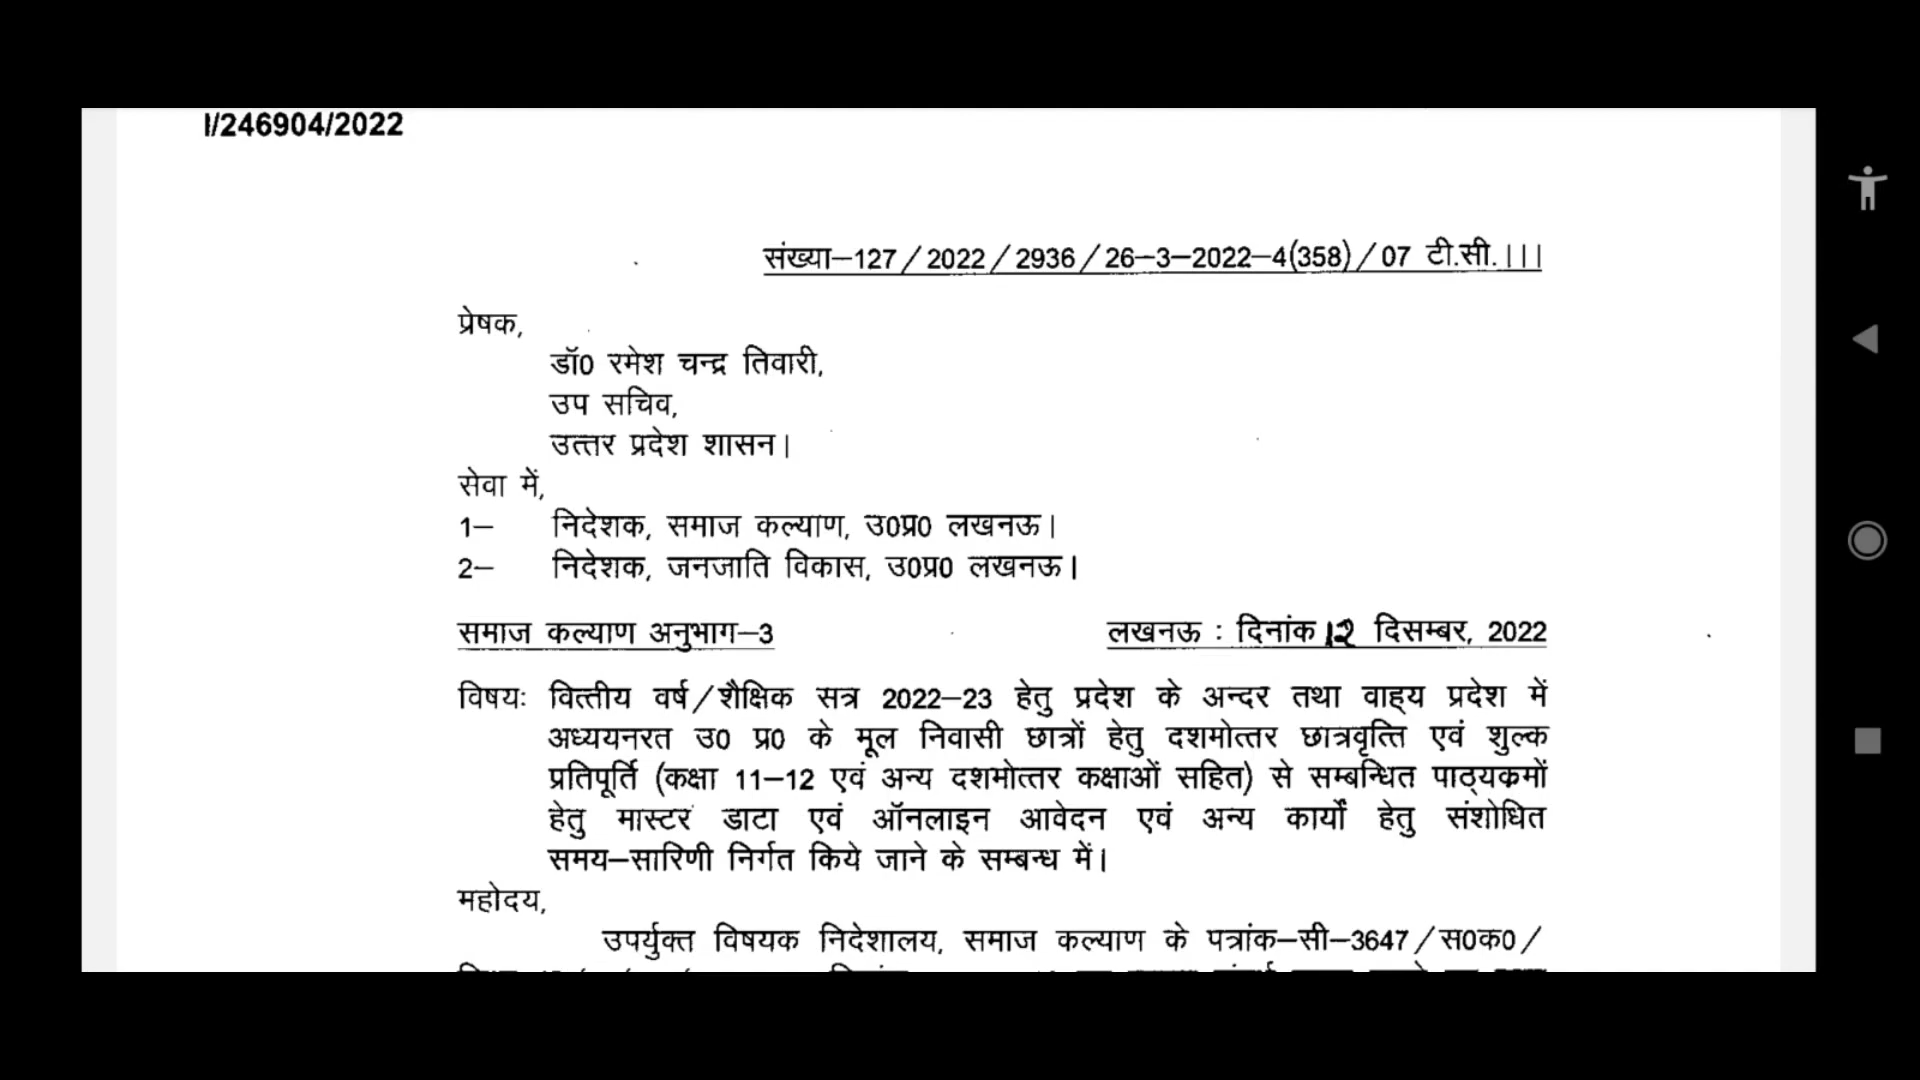 I/246904/2022
संख्या–127/2022/2936/26–3–2022–4(358)/07 टी.सी.।।।
प्रेषक,
डॉ0 रमेश चन्द्र तिवारी,
उप सचिव,
उत्तर प्रदेश शासन।
सेवा में,
1– निदेशक, समाज कल्याण, उ0प्र0 लखनऊ।
2– निदेशक, जनजाति विकास, उ0प्र0 लखनऊ।
समाज कल्याण अनुभाग–3 लखनऊ : दिनांक 12 दिसम्बर, 2022
विषयः वित्तीय वर्ष/शैक्षिक सत्र 2022–23 हेतु प्रदेश के अन्दर तथा वाह्य प्रदेश में
अध्ययनरत उ0 प्र0 के मूल निवासी छात्रों हेतु दशमोत्तर छात्रवृत्ति एवं शुल्क
प्रतिपूर्ति (कक्षा 11–12 एवं अन्य दशमोत्तर कक्षाओं सहित) से सम्बन्धित पाठ्यक्रमों
हेतु मास्टर डाटा एवं ऑनलाइन आवेदन एवं अन्य कार्यों हेतु संशोधित
समय–सारिणी निर्गत किये जाने के सम्बन्ध में।
महोदय,
उपर्युक्त विषयक निदेशालय, समाज कल्याण के पत्रांक–सी–3647/स0क0/